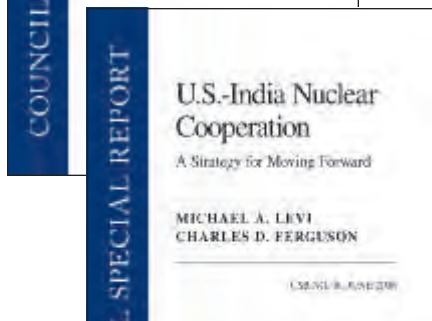 COUNCIL
L SPECIAL REPORT
U.S.-India Nuclear
Cooperation
A Strategy for Moving Forward
MICHAEL A. LEVI
CHARLES D. FERGUSON